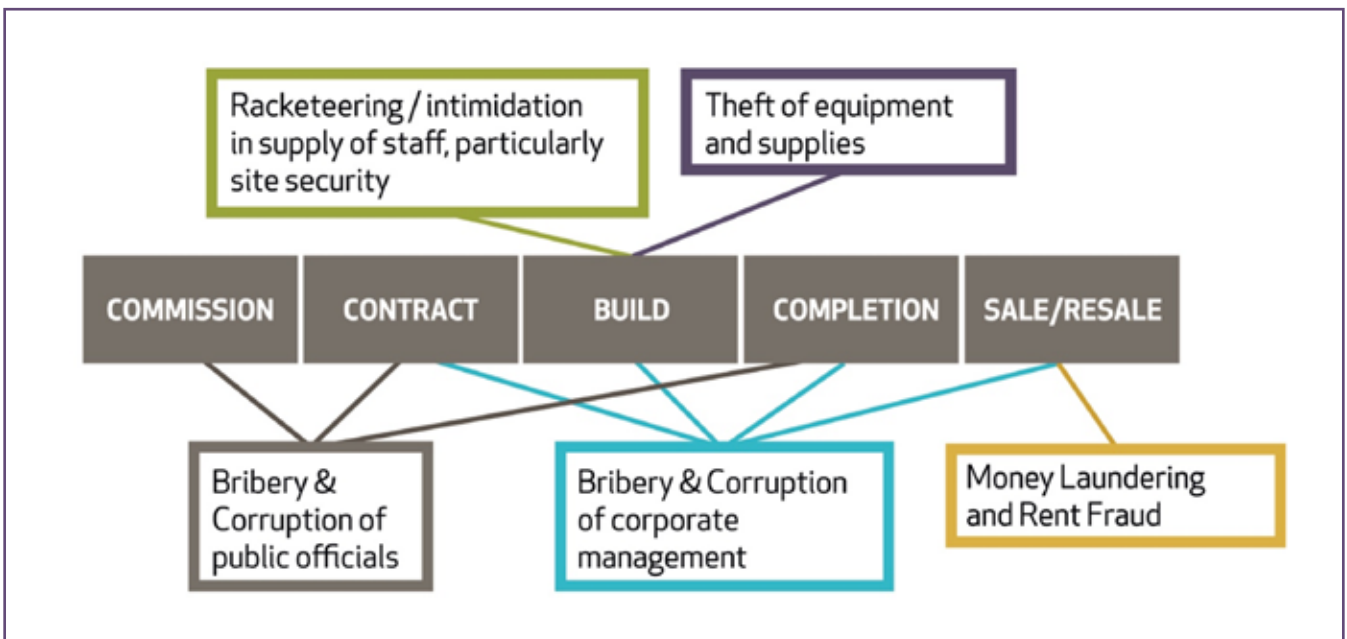 Racketeering / intimidation
in supply of staff, particularly
site security
Theft of equipment
and supplies
COMMISSION
CONTRACT
BUILD
COMPLETION
SALE/RESALE
Bribery &
Corruption of
public officials
Bribery & Corruption
of corporate
management
Money Laundering
and Rent Fraud